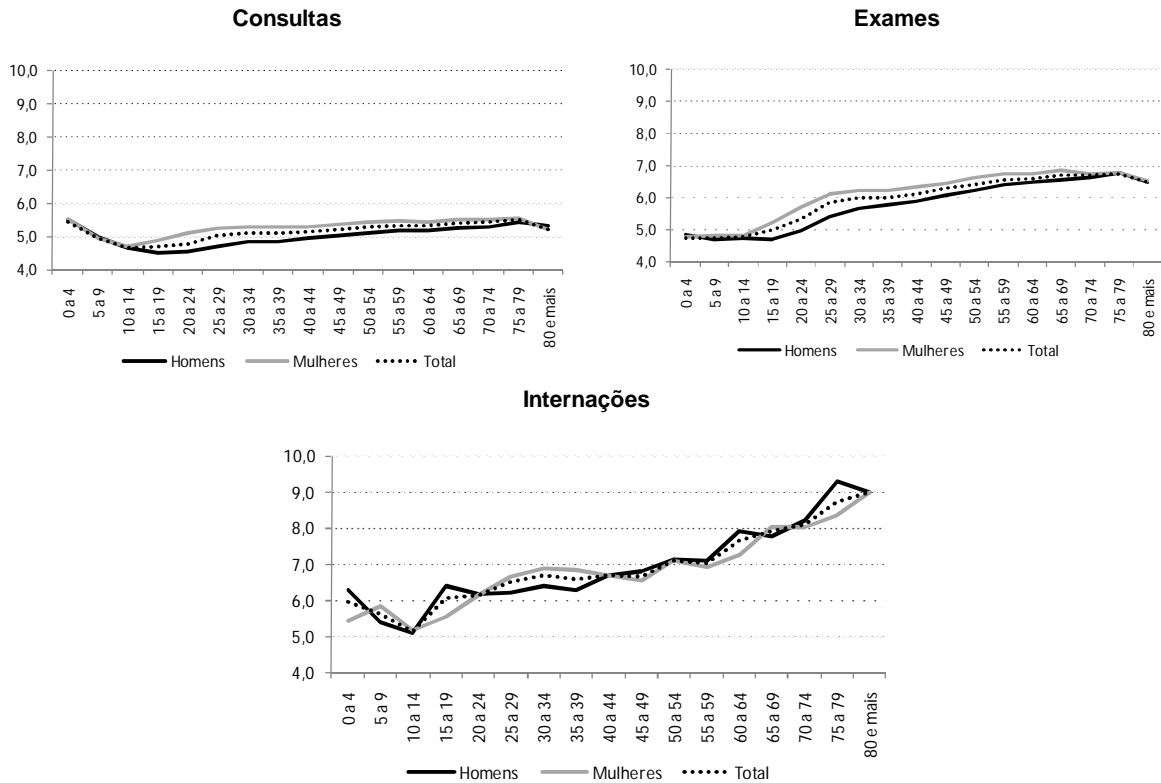 Consultas
10,0
9,0
8,0
7,0
6,0
5,0
4,0
0 a 4
5 a 9
10 a 14
15 a 19
20 a 24
25 a 29
30 a 34
35 a 39
40 a 44
45 a 49
50 a 54
55 a 59
60 a 64
65 a 69
70 a 74
75 a 79
80 e mais
Homens Mulheres Total
Exames
10,0
9,0
8,0
7,0
6,0
5,0
4,0
0 a 4
5 a 9
10 a 14
15 a 19
20 a 24
25 a 29
30 a 34
35 a 39
40 a 44
45 a 49
50 a 54
55 a 59
60 a 64
65 a 69
70 a 74
75 a 79
80 e mais
Homens Mulheres Total
Internações
10,0
9,0
8,0
7,0
6,0
5,0
4,0
0 a 4
5 a 9
10 a 14
15 a 19
20 a 24
25 a 29
30 a 34
35 a 39
40 a 44
45 a 49
50 a 54
55 a 59
60 a 64
65 a 69
70 a 74
75 a 79
80 e mais
Homens Mulheres Total